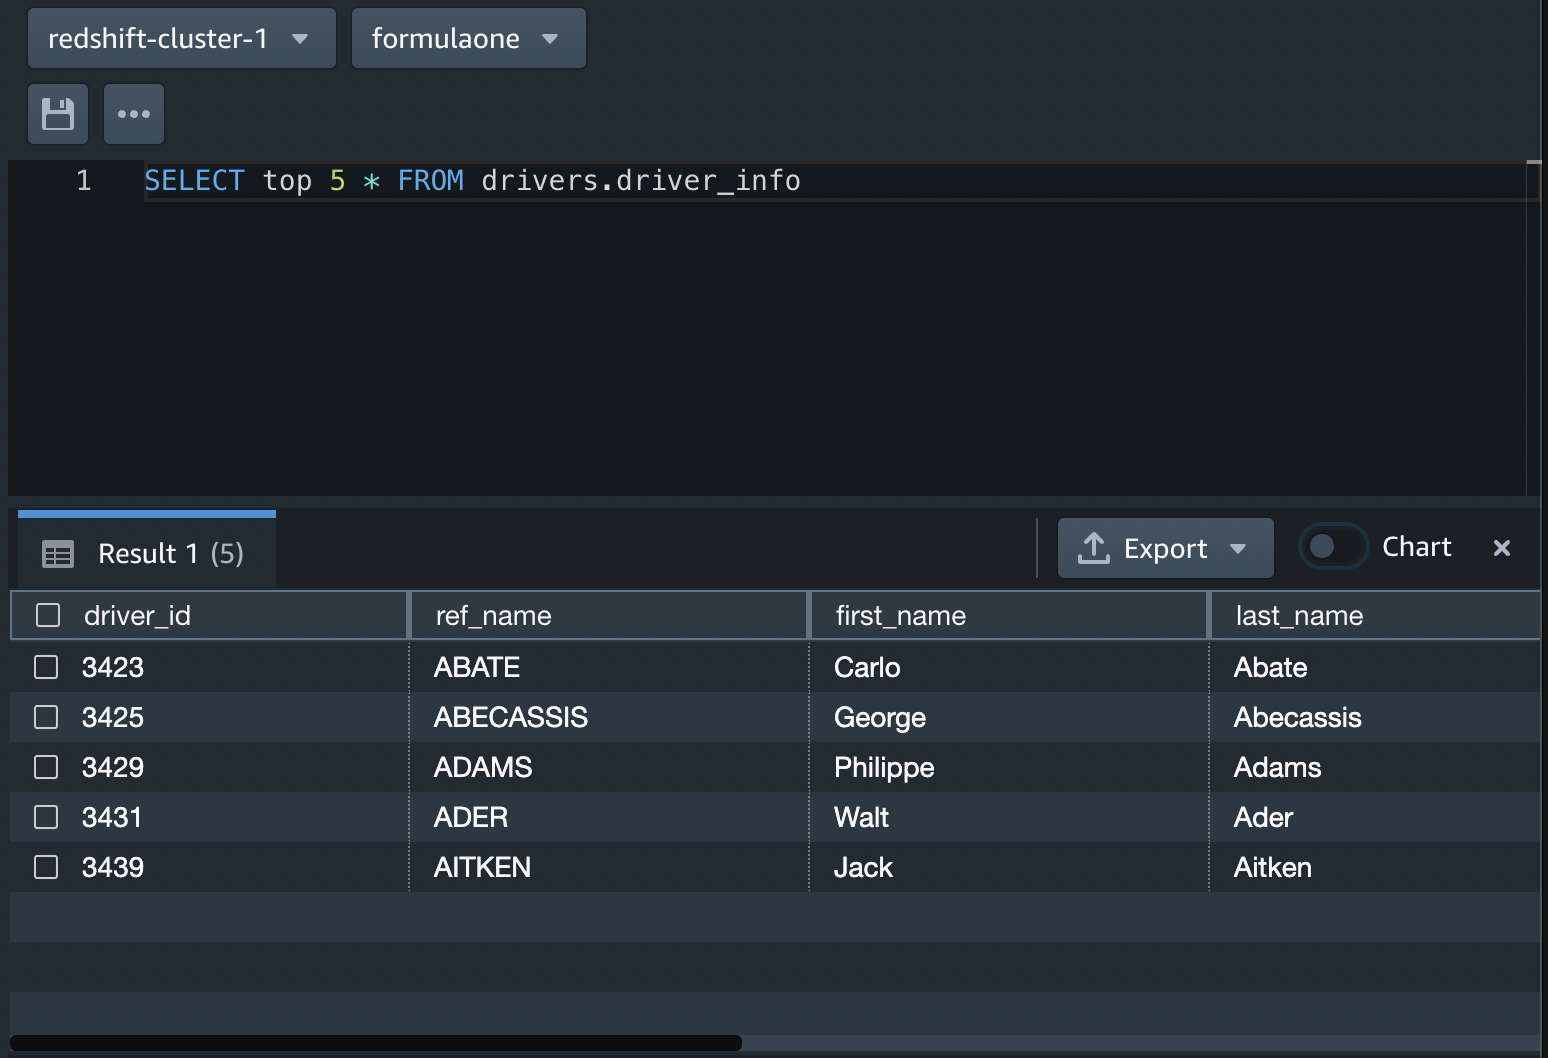 redshift-cluster-1 formulaone
1 SELECT top 5 * FROM drivers.driver_info
Result 1 (5) Export Chart
driver_id ref_name first_name last_name
3423 ABATE Carlo Abate
3425 ABECASSIS George Abecassis
3429 ADAMS Philippe Adams
3431 ADER Walt Ader
3439 AITKEN Jack Aitken